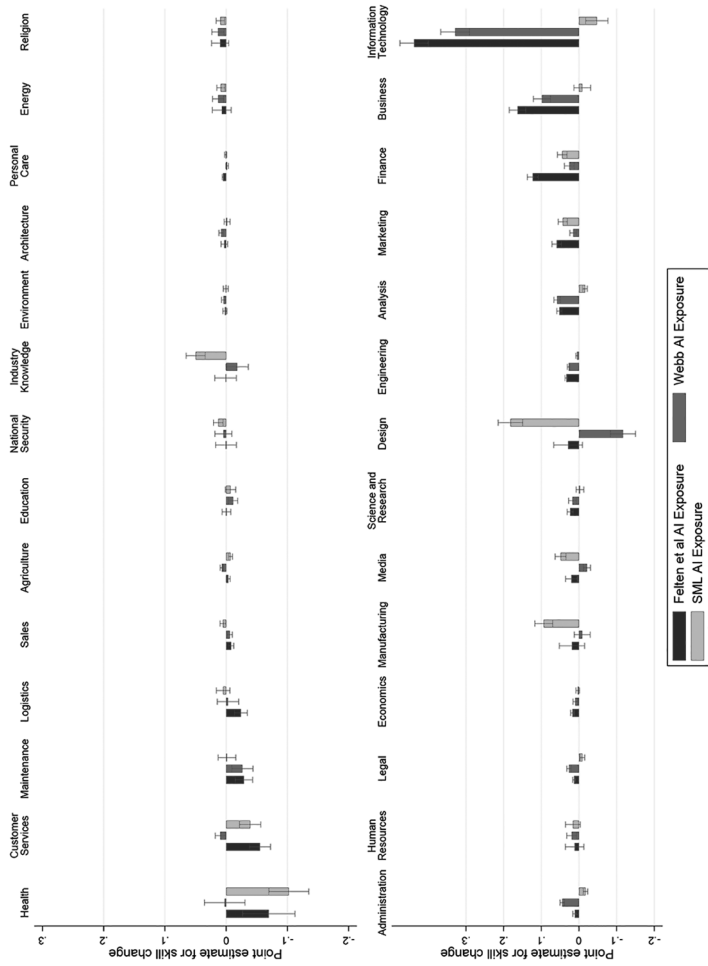 Health
Customer
Services
Maintenance
Logistics
Sales
Agriculture
Education
National
Security
Industry
Knowledge
Environment
Architecture
Personal
Care
Energy
Religion
Point estimate for skill change
.3
.2
.1
0
-.1
-.2
Administration
Human
Resources
Legal
Economics
Manufacturing
Media
Science and
Research
Design
Engineering
Analysis
Marketing
Finance
Business
Information
Technology
Point estimate for skill change
.3
.2
.1
0
-.1
-.2
Felten et al AI Exposure
Webb AI Exposure
SML AI Exposure